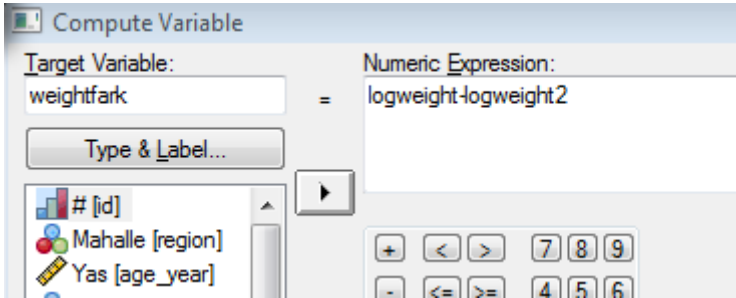 Compute Variable
Target Variable:
Numeric Expression:
weightfark
=
logweight-logweight2
Type & Label...
# [id]
Mahalle [region]
Yas [age_year]
+ < > 7 8 9
- <= >= 4 5 6